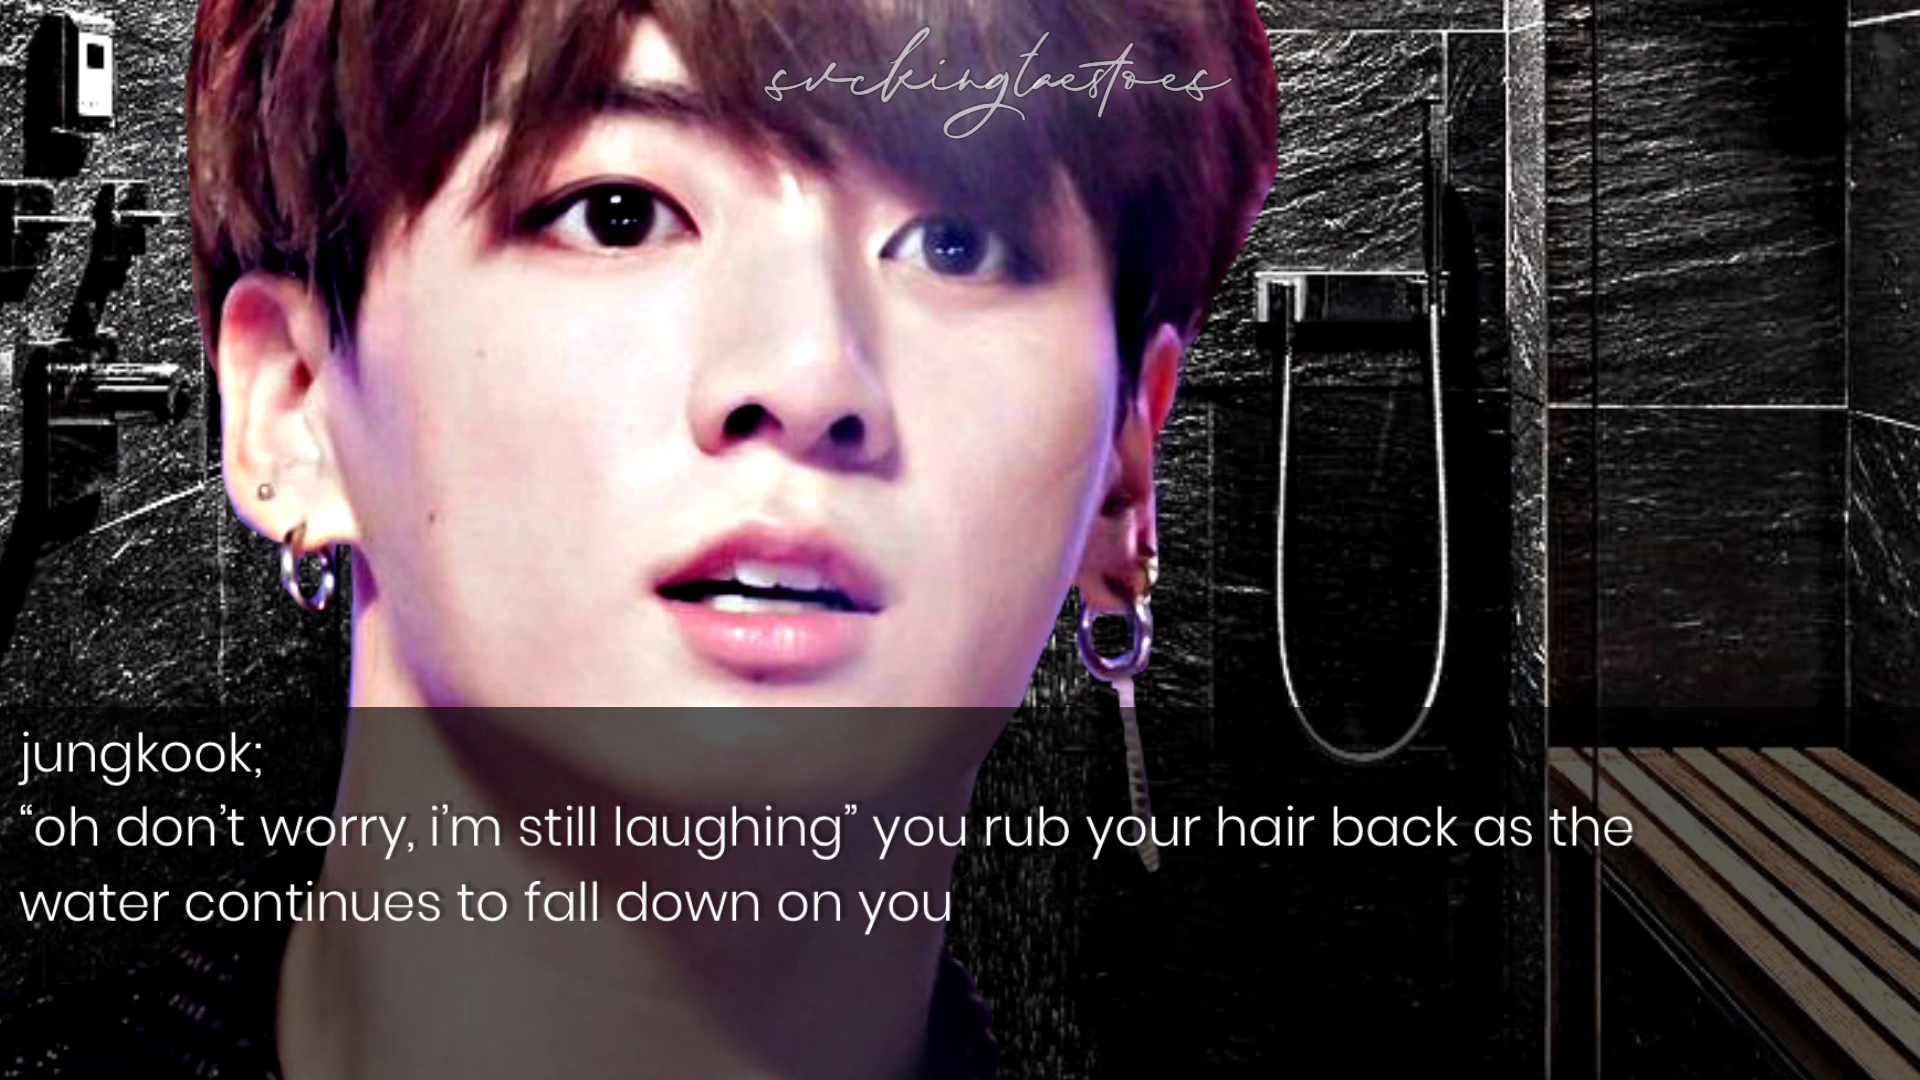 svckingtaestoes
jungkook;
“oh don’t worry, i’m still laughing” you rub your hair back as the
water continues to fall down on you